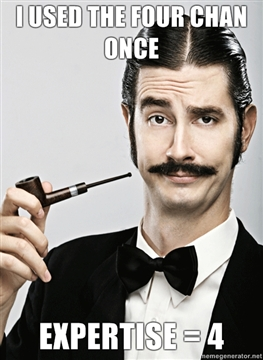 I USED THE FOUR CHAN
ONCE
EXPERTISE = 4
memegenerator.net